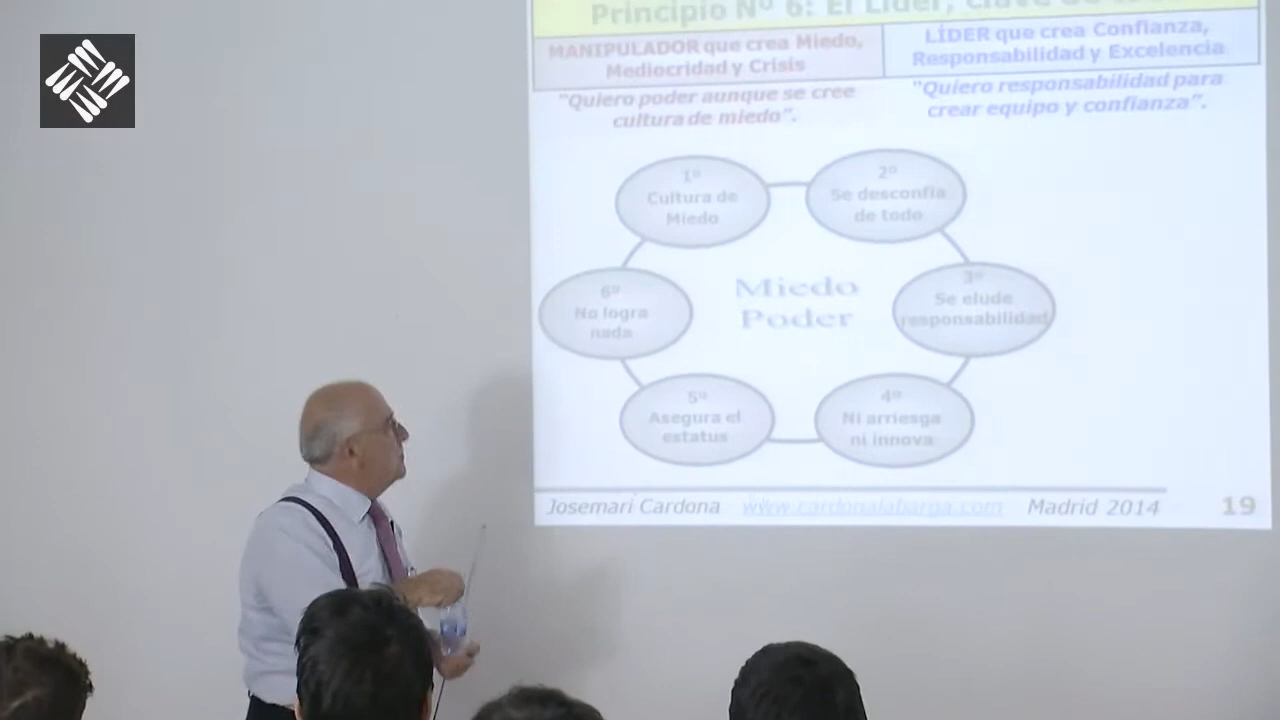 Principio Nº 6: El Líder, Clave de
MANIPULADOR que crea Miedo,
Mediocridad y Crisis
LÍDER que crea Confianza,
Responsabilidad y Excelencia
"Quiero poder aunque se cree
cultura de miedo".
"Quiero responsabilidad para
crear equipo y confianza".
1º
Cultura de
Miedo
2º
Se desconfía
de todo
3º
Se elude
responsabilidad
4º
Ni arriesga
ni innova
5º
Asegura el
estatus
6º
No logra
nada
Miedo
Poder
Josemari Cardona www.cardonalabarga.com Madrid 2014 19